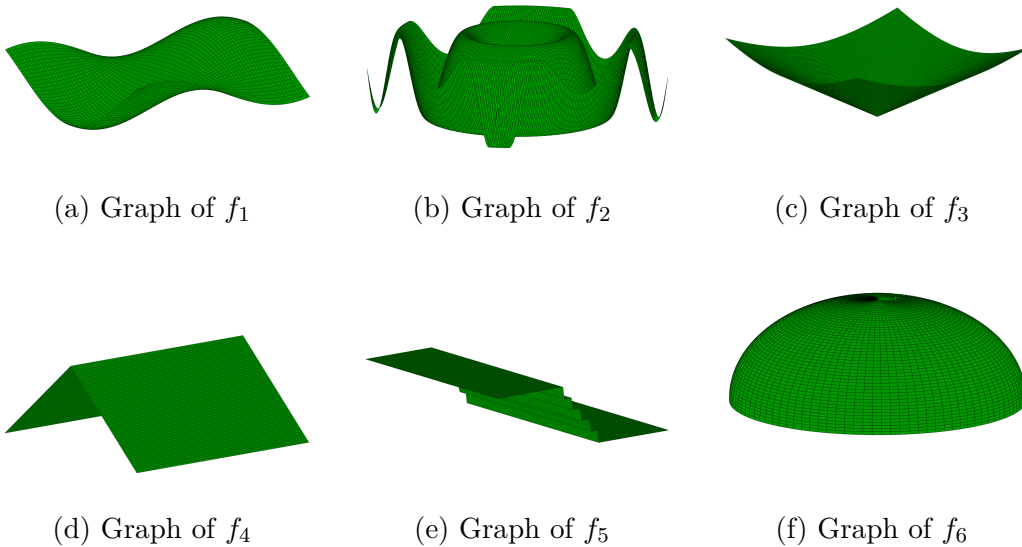 (a) Graph of f₁
(b) Graph of f₂
(c) Graph of f₃
(d) Graph of f₄
(e) Graph of f₅
(f) Graph of f₆